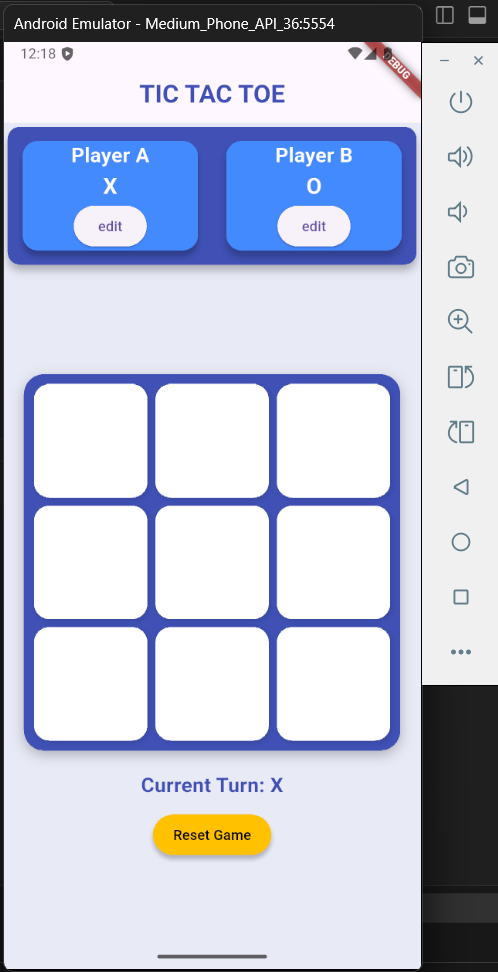 Android Emulator - Medium_Phone_API_36:5554
12:18
DEBUG
TIC TAC TOE
Player A Player B
X O
edit edit
Current Turn: X
Reset Game